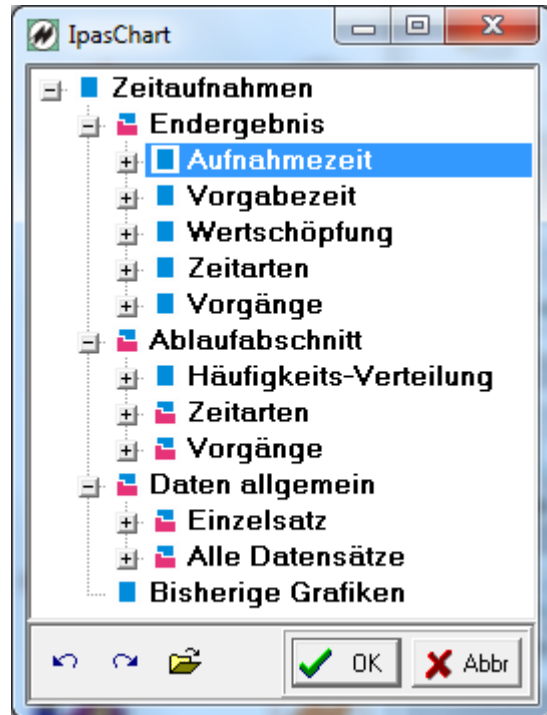 IpasChart
Zeitaufnahmen
Endergebnis
Aufnahmezeit
Vorgabezeit
Wertschöpfung
Zeitarten
Vorgänge
Ablaufabschnitt
Häufigkeits-Verteilung
Zeitarten
Vorgänge
Daten allgemein
Einzelsatz
Alle Datensätze
Bisherige Grafiken
OK Abbr